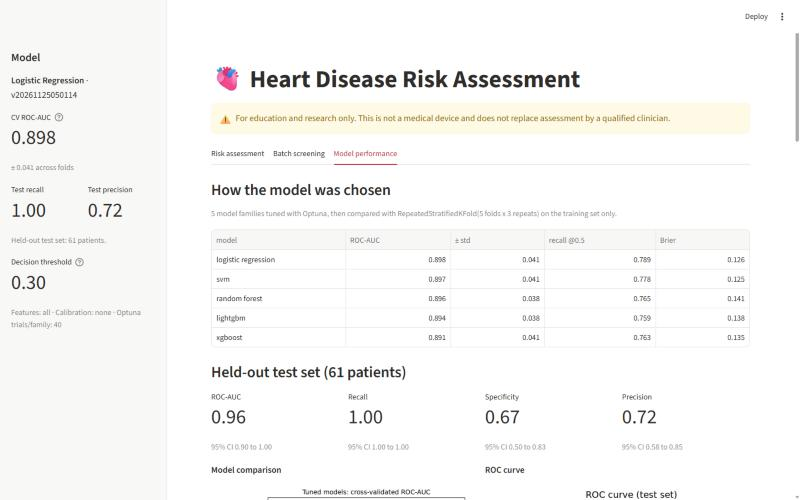 Deploy
Model
Logistic Regression ·
v20261125050114
CV ROC-AUC
0.898
± 0.041 across folds
Test recall
Test precision
1.00
0.72
Held-out test set: 61 patients.
Decision threshold
0.30
Features: all · Calibration: none · Optuna
trials/family: 40
Heart Disease Risk Assessment
For education and research only. This is not a medical device and does not replace assessment by a qualified clinician.
Risk assessment Batch screening Model performance
How the model was chosen
5 model families tuned with Optuna, then compared with RepeatedStratifiedKFold(5 folds x 3 repeats) on the training set only.
model ROC-AUC ± std recall @0.5 Brier
logistic regression 0.898 0.041 0.789 0.126
svm 0.897 0.041 0.778 0.125
random forest 0.896 0.038 0.765 0.141
lightgbm 0.894 0.038 0.759 0.138
xgboost 0.891 0.041 0.763 0.135
Held-out test set (61 patients)
ROC-AUC Recall Specificity Precision
0.96 1.00 0.67 0.72
95% CI 0.90 to 1.00 95% CI 1.00 to 1.00 95% CI 0.50 to 0.83 95% CI 0.58 to 0.85
Model comparison ROC curve
Tuned models: cross-validated ROC-AUC ROC curve (test set)